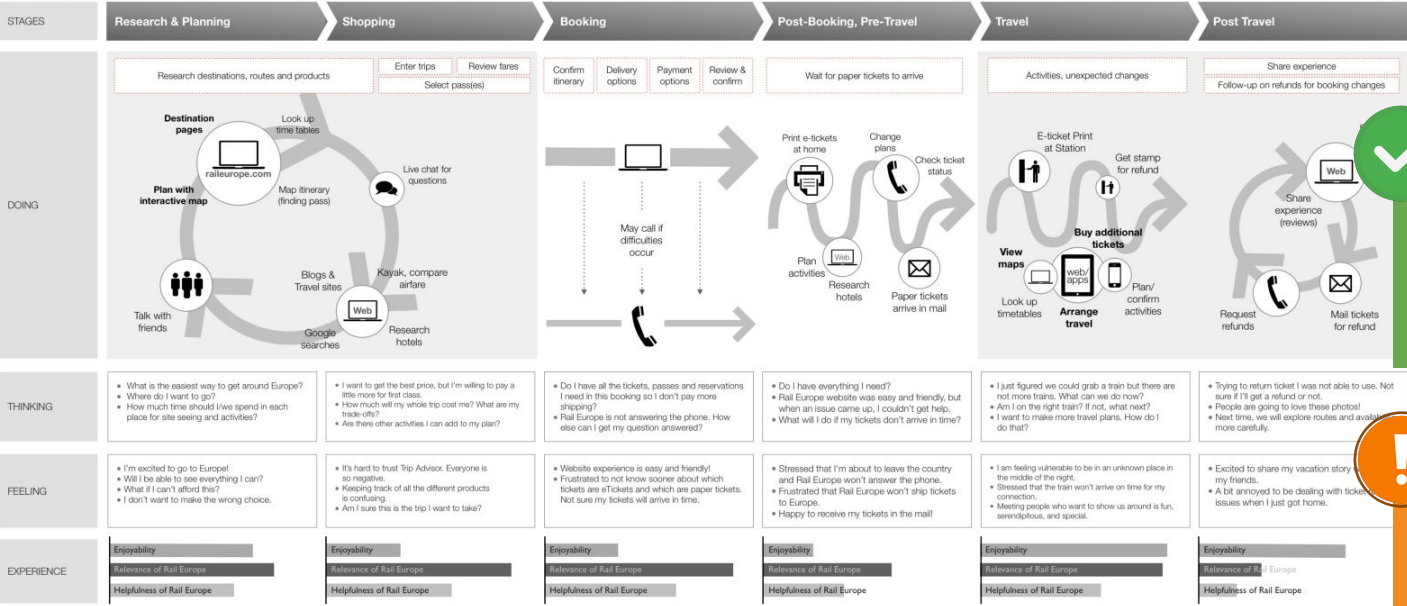 STAGES
Research & Planning
Shopping
Booking
Post-Booking, Pre-Travel
Travel
Post Travel
DOING
Research destinations, routes and products
Enter trips
Review fares
Select pass(es)
Confirm
itinerary
Delivery
options
Payment
options
Review &
confirm
Wait for paper tickets to arrive
Activities, unexpected changes
Share experience
Follow-up on refunds for booking changes
Destination
pages
Look up
time tables
raileurope.com
Plan with
interactive map
Map itinerary
(finding pass)
Live chat for
questions
Talk with
friends
Blogs &
Travel sites
Kayak, compare
airfare
Web
Google
searches
Research
hotels
May call if
difficulties
occur
Print e-tickets
at home
Change
plans
Check ticket
status
Plan
activities
Web
Research
hotels
Paper tickets
arrive in mail
E-ticket Print
at Station
Get stamp
for refund
View
maps
Buy additional
tickets
web/
apps
Look up
timetables
Arrange
travel
Plan/
confirm
activities
Web
Share
experience
(reviews)
Request
refunds
Mail tickets
for refund
THINKING
• What is the easiest way to get around Europe?
• Where do I want to go?
• How much time should I/we spend in each
place for site seeing and activities?
• I want to get the best price, but I'm willing to pay a
little more for first class.
• How much will my whole trip cost me? What are my
trade-offs?
• Are there other activities I can add to my plan?
• Do I have all the tickets, passes and reservations
I need in this booking so I don't pay more
shipping?
• Rail Europe is not answering the phone. How
else can I get my question answered?
• Do I have everything I need?
• Rail Europe website was easy and friendly, but
when an issue came up, I couldn't get help.
• What will I do if my tickets don't arrive in time?
• I just figured we could grab a train but there are
not more trains. What can we do now?
• Am I on the right train? If not, what next?
• I want to make more travel plans. How do I
do that?
• Trying to return ticket I was not able to use. Not
sure if I'll get a refund or not.
• People are going to love these photos!
• Next time, we will explore routes and
more carefully.
FEELING
• I'm excited to go to Europe!
• Will I be able to see everything I can?
• What if I can't afford this?
• I don't want to make the wrong choice.
• It's hard to trust Trip Advisor. Everyone is
so negative.
• Keeping track of all the different products
is confusing.
• Am I sure this is the trip I want to take?
• Website experience is easy and friendly!
• Frustrated to not know sooner about which
tickets are eTickets and which are paper tickets.
Not sure my tickets will arrive in time.
• Stressed that I'm about to leave the country
and Rail Europe won't answer the phone.
• Frustrated that Rail Europe won't ship tickets
to Europe.
• Happy to receive my tickets in the mail!
• I am feeling vulnerable to be in an unknown place in
the middle of the night.
• Stressed that the train won't arrive on time for my
connection.
• Meeting people who want to show us around is fun,
serendipitous, and special.
• Excited to share my vacation story
my friends.
• A bit annoyed to be dealing with ticket
issues when I just got home.
EXPERIENCE
Enjoyability
Relevance of Rail Europe
Helpfulness of Rail Europe
Enjoyability
Relevance of Rail Europe
Helpfulness of Rail Europe
Enjoyability
Relevance of Rail Europe
Helpfulness of Rail Europe
Enjoyability
Relevance of Rail Europe
Helpfulness of Rail Europe
Enjoyability
Relevance of Rail Europe
Helpfulness of Rail Europe
Enjoyability
Relevance of Rail Europe
Helpfulness of Rail Europe